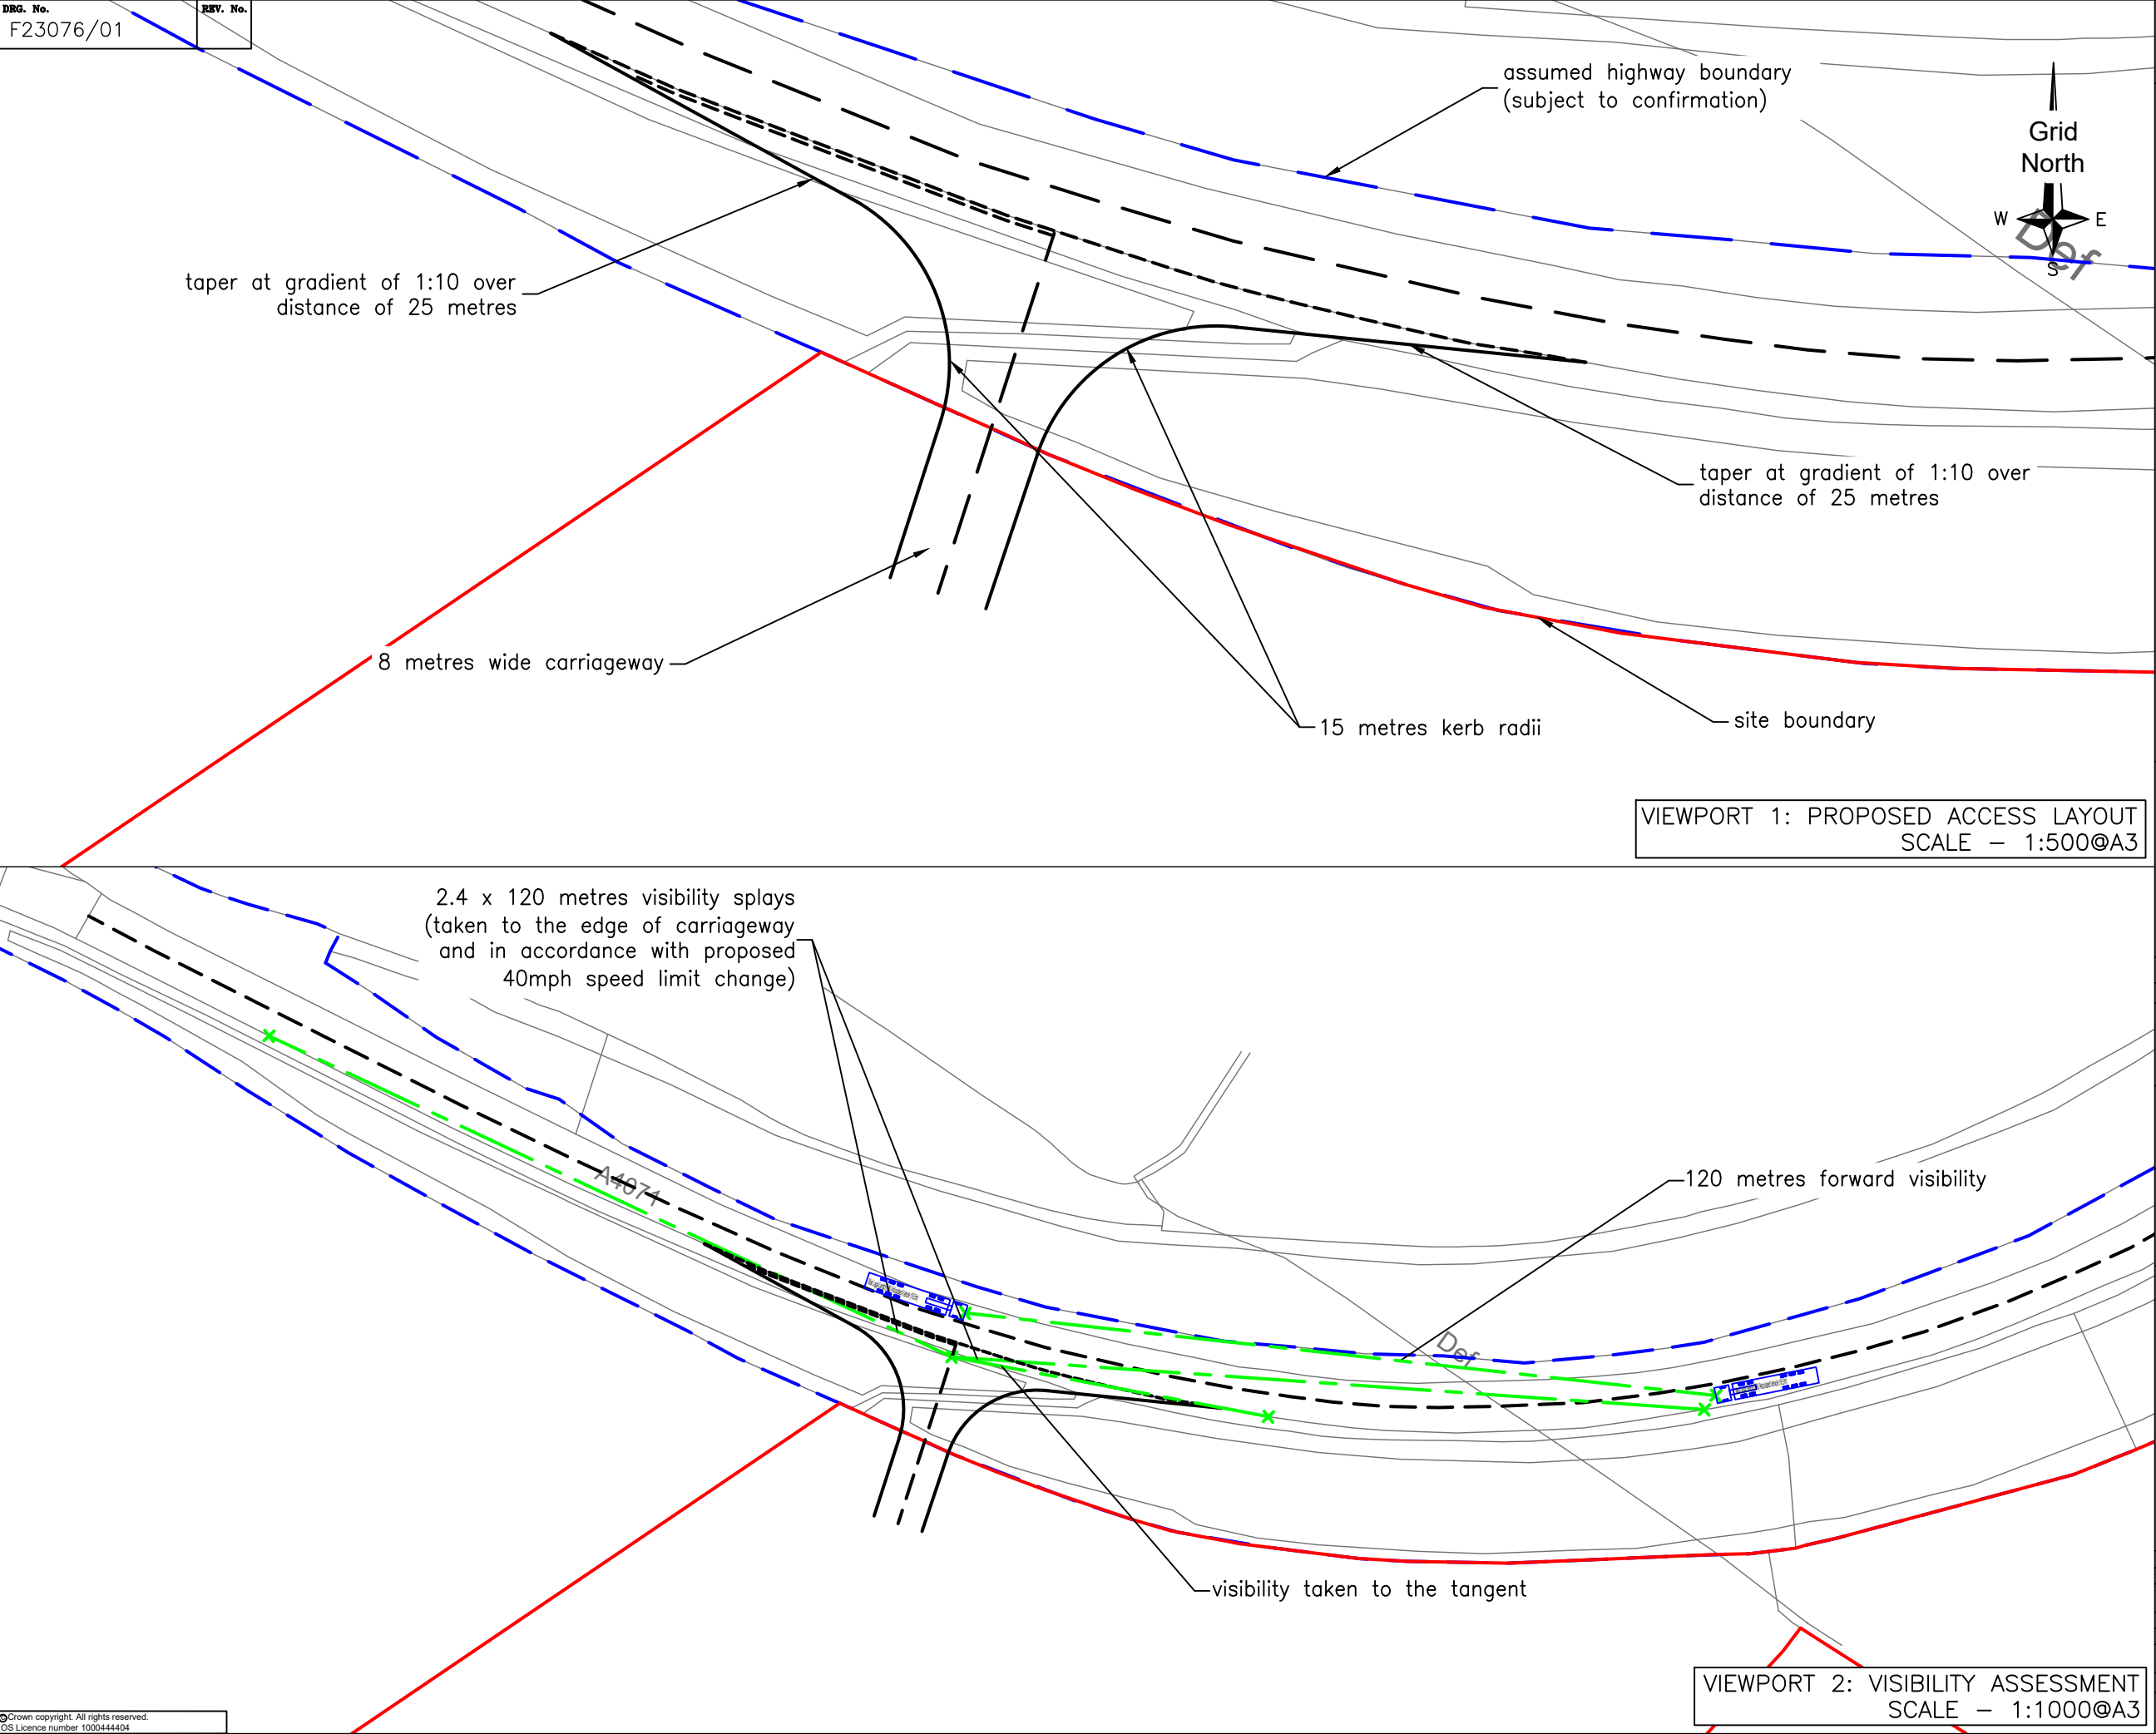 DRG. No.
F23076/01
REV. No.
assumed highway boundary
(subject to confirmation)
Grid
North
W
E
S
Def
taper at gradient of 1:10 over
distance of 25 metres
taper at gradient of 1:10 over
distance of 25 metres
8 metres wide carriageway
15 metres kerb radii
site boundary
VIEWPORT 1: PROPOSED ACCESS LAYOUT
SCALE – 1:500@A3
2.4 x 120 metres visibility splays
(taken to the edge of carriageway
and in accordance with proposed
40mph speed limit change)
A4071
120 metres forward visibility
Def
visibility taken to the tangent
VIEWPORT 2: VISIBILITY ASSESSMENT
SCALE – 1:1000@A3
©Crown copyright. All rights reserved.
OS Licence number 1000444404